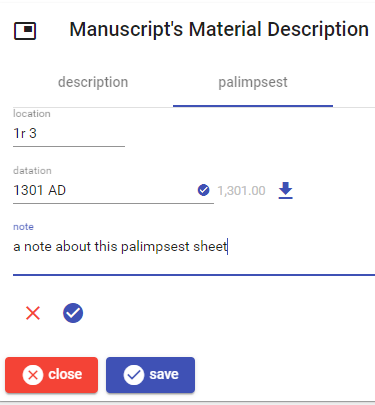 Manuscript's Material Description
description palimpsest
location
1r 3
datation
1301 AD 1,301.00
note
a note about this palimpsest sheet
close save